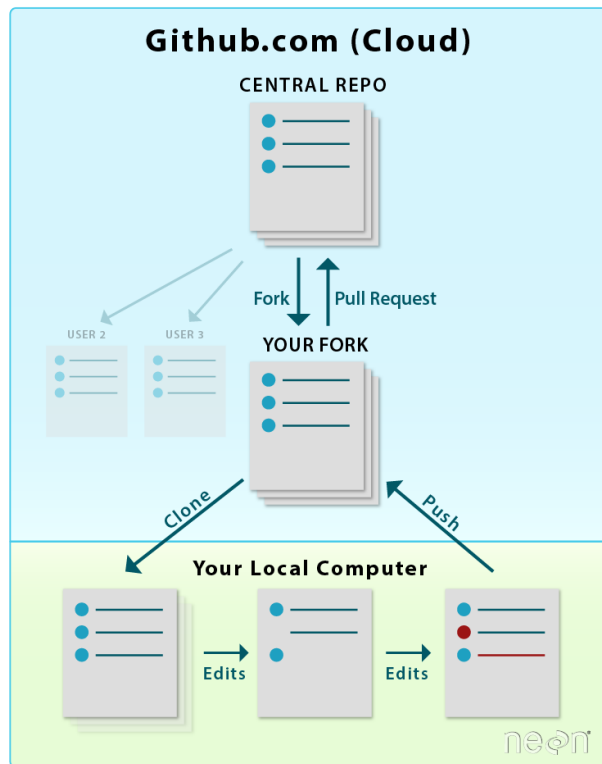 Github.com (Cloud)
CENTRAL REPO
Fork
Pull Request
USER 2
USER 3
YOUR FORK
Clone
Push
Your Local Computer
Edits
Edits
neon